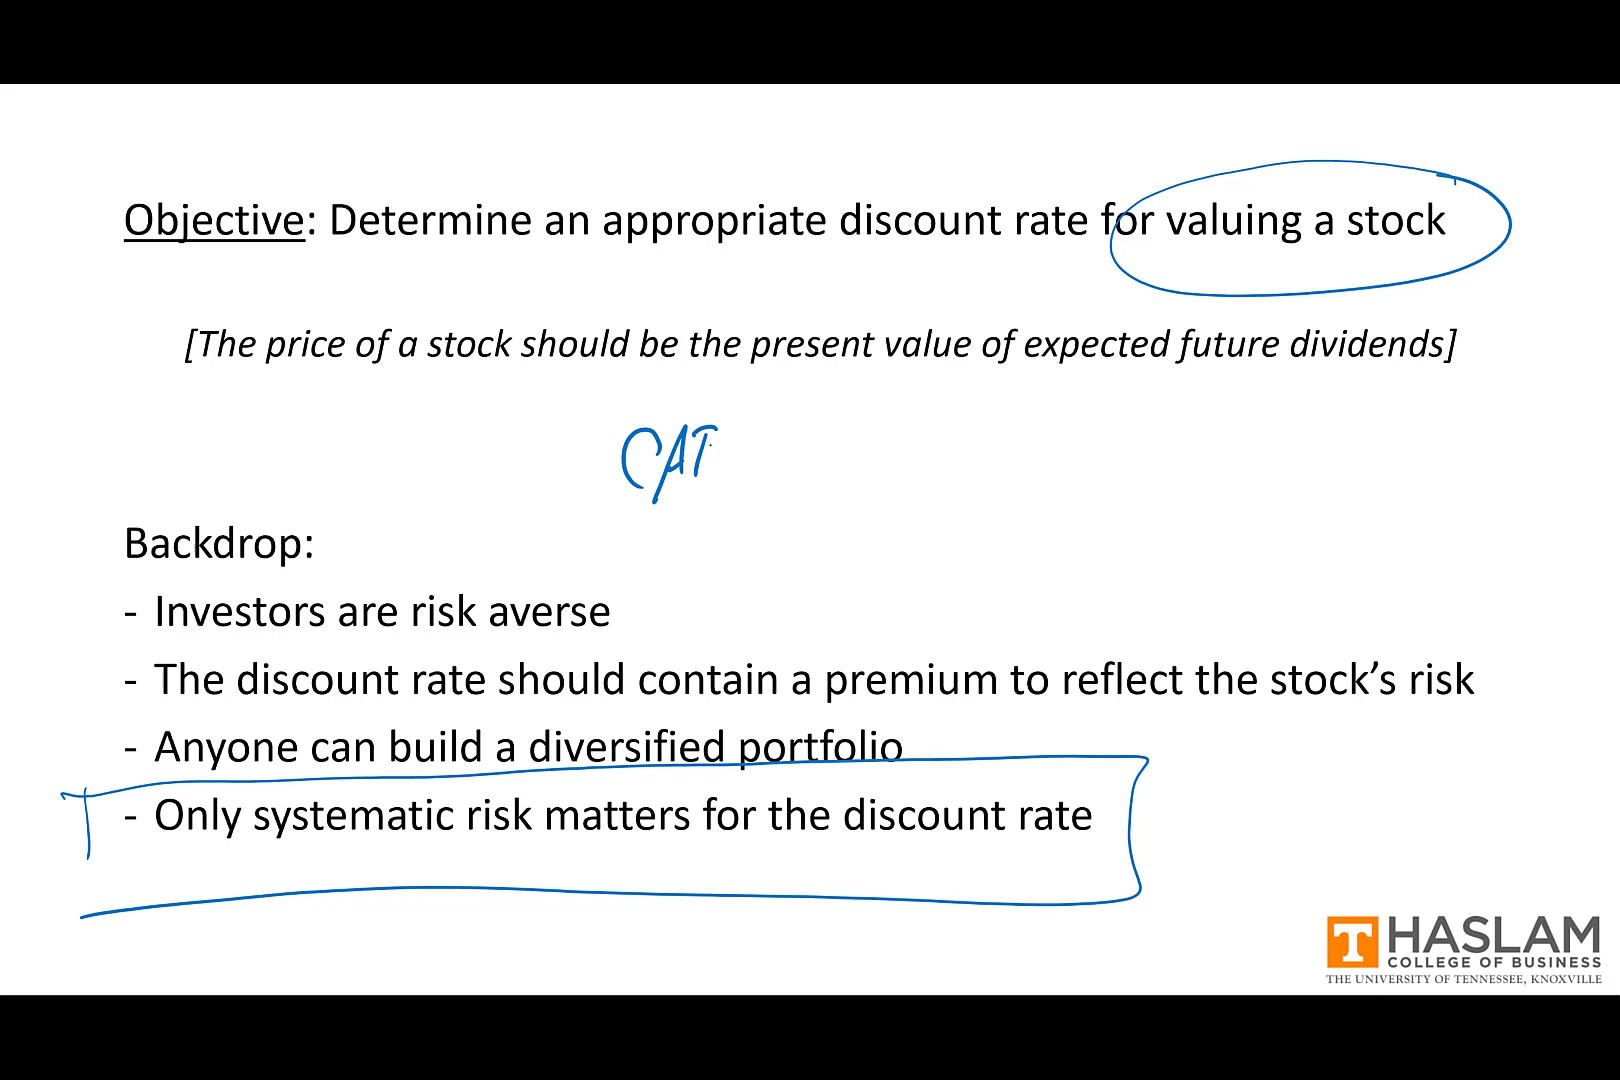 Objective: Determine an appropriate discount rate for valuing a stock
[The price of a stock should be the present value of expected future dividends]
CAT
Backdrop:
- Investors are risk averse
- The discount rate should contain a premium to reflect the stock’s risk
- Anyone can build a diversified portfolio
- Only systematic risk matters for the discount rate
T HASLAM
COLLEGE OF BUSINESS
THE UNIVERSITY OF TENNESSEE, KNOXVILLE